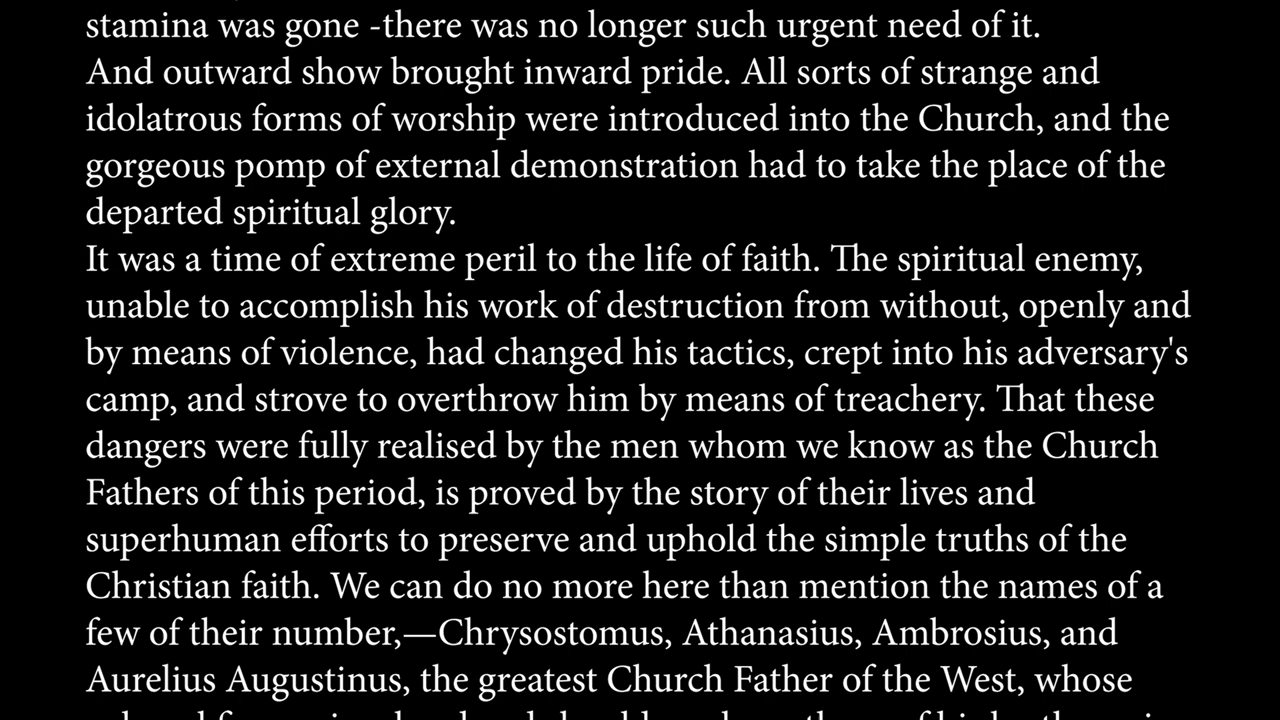 stamina was gone -there was no longer such urgent need of it.
And outward show brought inward pride. All sorts of strange and
idolatrous forms of worship were introduced into the Church, and the
gorgeous pomp of external demonstration had to take the place of the
departed spiritual glory.
It was a time of extreme peril to the life of faith. The spiritual enemy,
unable to accomplish his work of destruction from without, openly and
by means of violence, had changed his tactics, crept into his adversary's
camp, and strove to overthrow him by means of treachery. That these
dangers were fully realised by the men whom we know as the Church
Fathers of this period, is proved by the story of their lives and
superhuman efforts to preserve and uphold the simple truths of the
Christian faith. We can do no more here than mention the names of a
few of their number,—Chrysostomus, Athanasius, Ambrosius, and
Aurelius Augustinus, the greatest Church Father of the West, whose